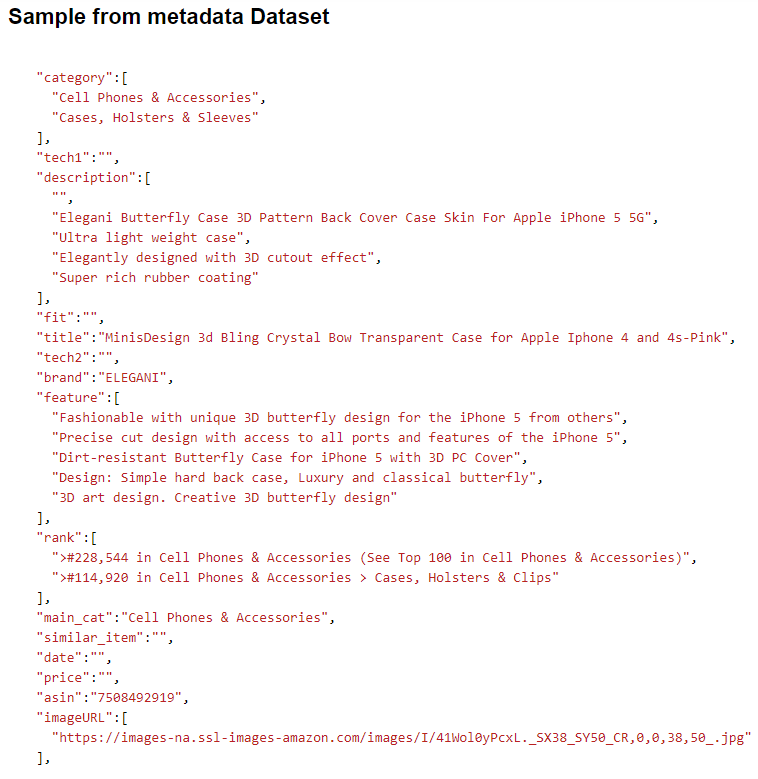 Sample from metadata Dataset
"category":[
"Cell Phones & Accessories",
"Cases, Holsters & Sleeves"
],
"tech1":"",
"description":[
"",
"Elegani Butterfly Case 3D Pattern Back Cover Case Skin For Apple iPhone 5 5G",
"Ultra light weight case",
"Elegantly designed with 3D cutout effect",
"Super rich rubber coating"
],
"fit":"",
"title":"MinisDesign 3d Bling Crystal Bow Transparent Case for Apple Iphone 4 and 4s-Pink",
"tech2":"",
"brand":"ELEGANI",
"feature":[
"Fashionable with unique 3D butterfly design for the iPhone 5 from others",
"Precise cut design with access to all ports and features of the iPhone 5",
"Dirt-resistant Butterfly Case for iPhone 5 with 3D PC Cover",
"Design: Simple hard back case, Luxury and classical butterfly",
"3D art design. Creative 3D butterfly design"
],
"rank":[
">#228,544 in Cell Phones & Accessories (See Top 100 in Cell Phones & Accessories)",
">#114,920 in Cell Phones & Accessories > Cases, Holsters & Clips"
],
"main_cat":"Cell Phones & Accessories",
"similar_item":"",
"date":"",
"price":"",
"asin":"7508492919",
"imageURL":[
"https://images-na.ssl-images-amazon.com/images/I/41Wol0yPcxL._SX38_SY50_CR,0,0,38,50_.jpg"
],